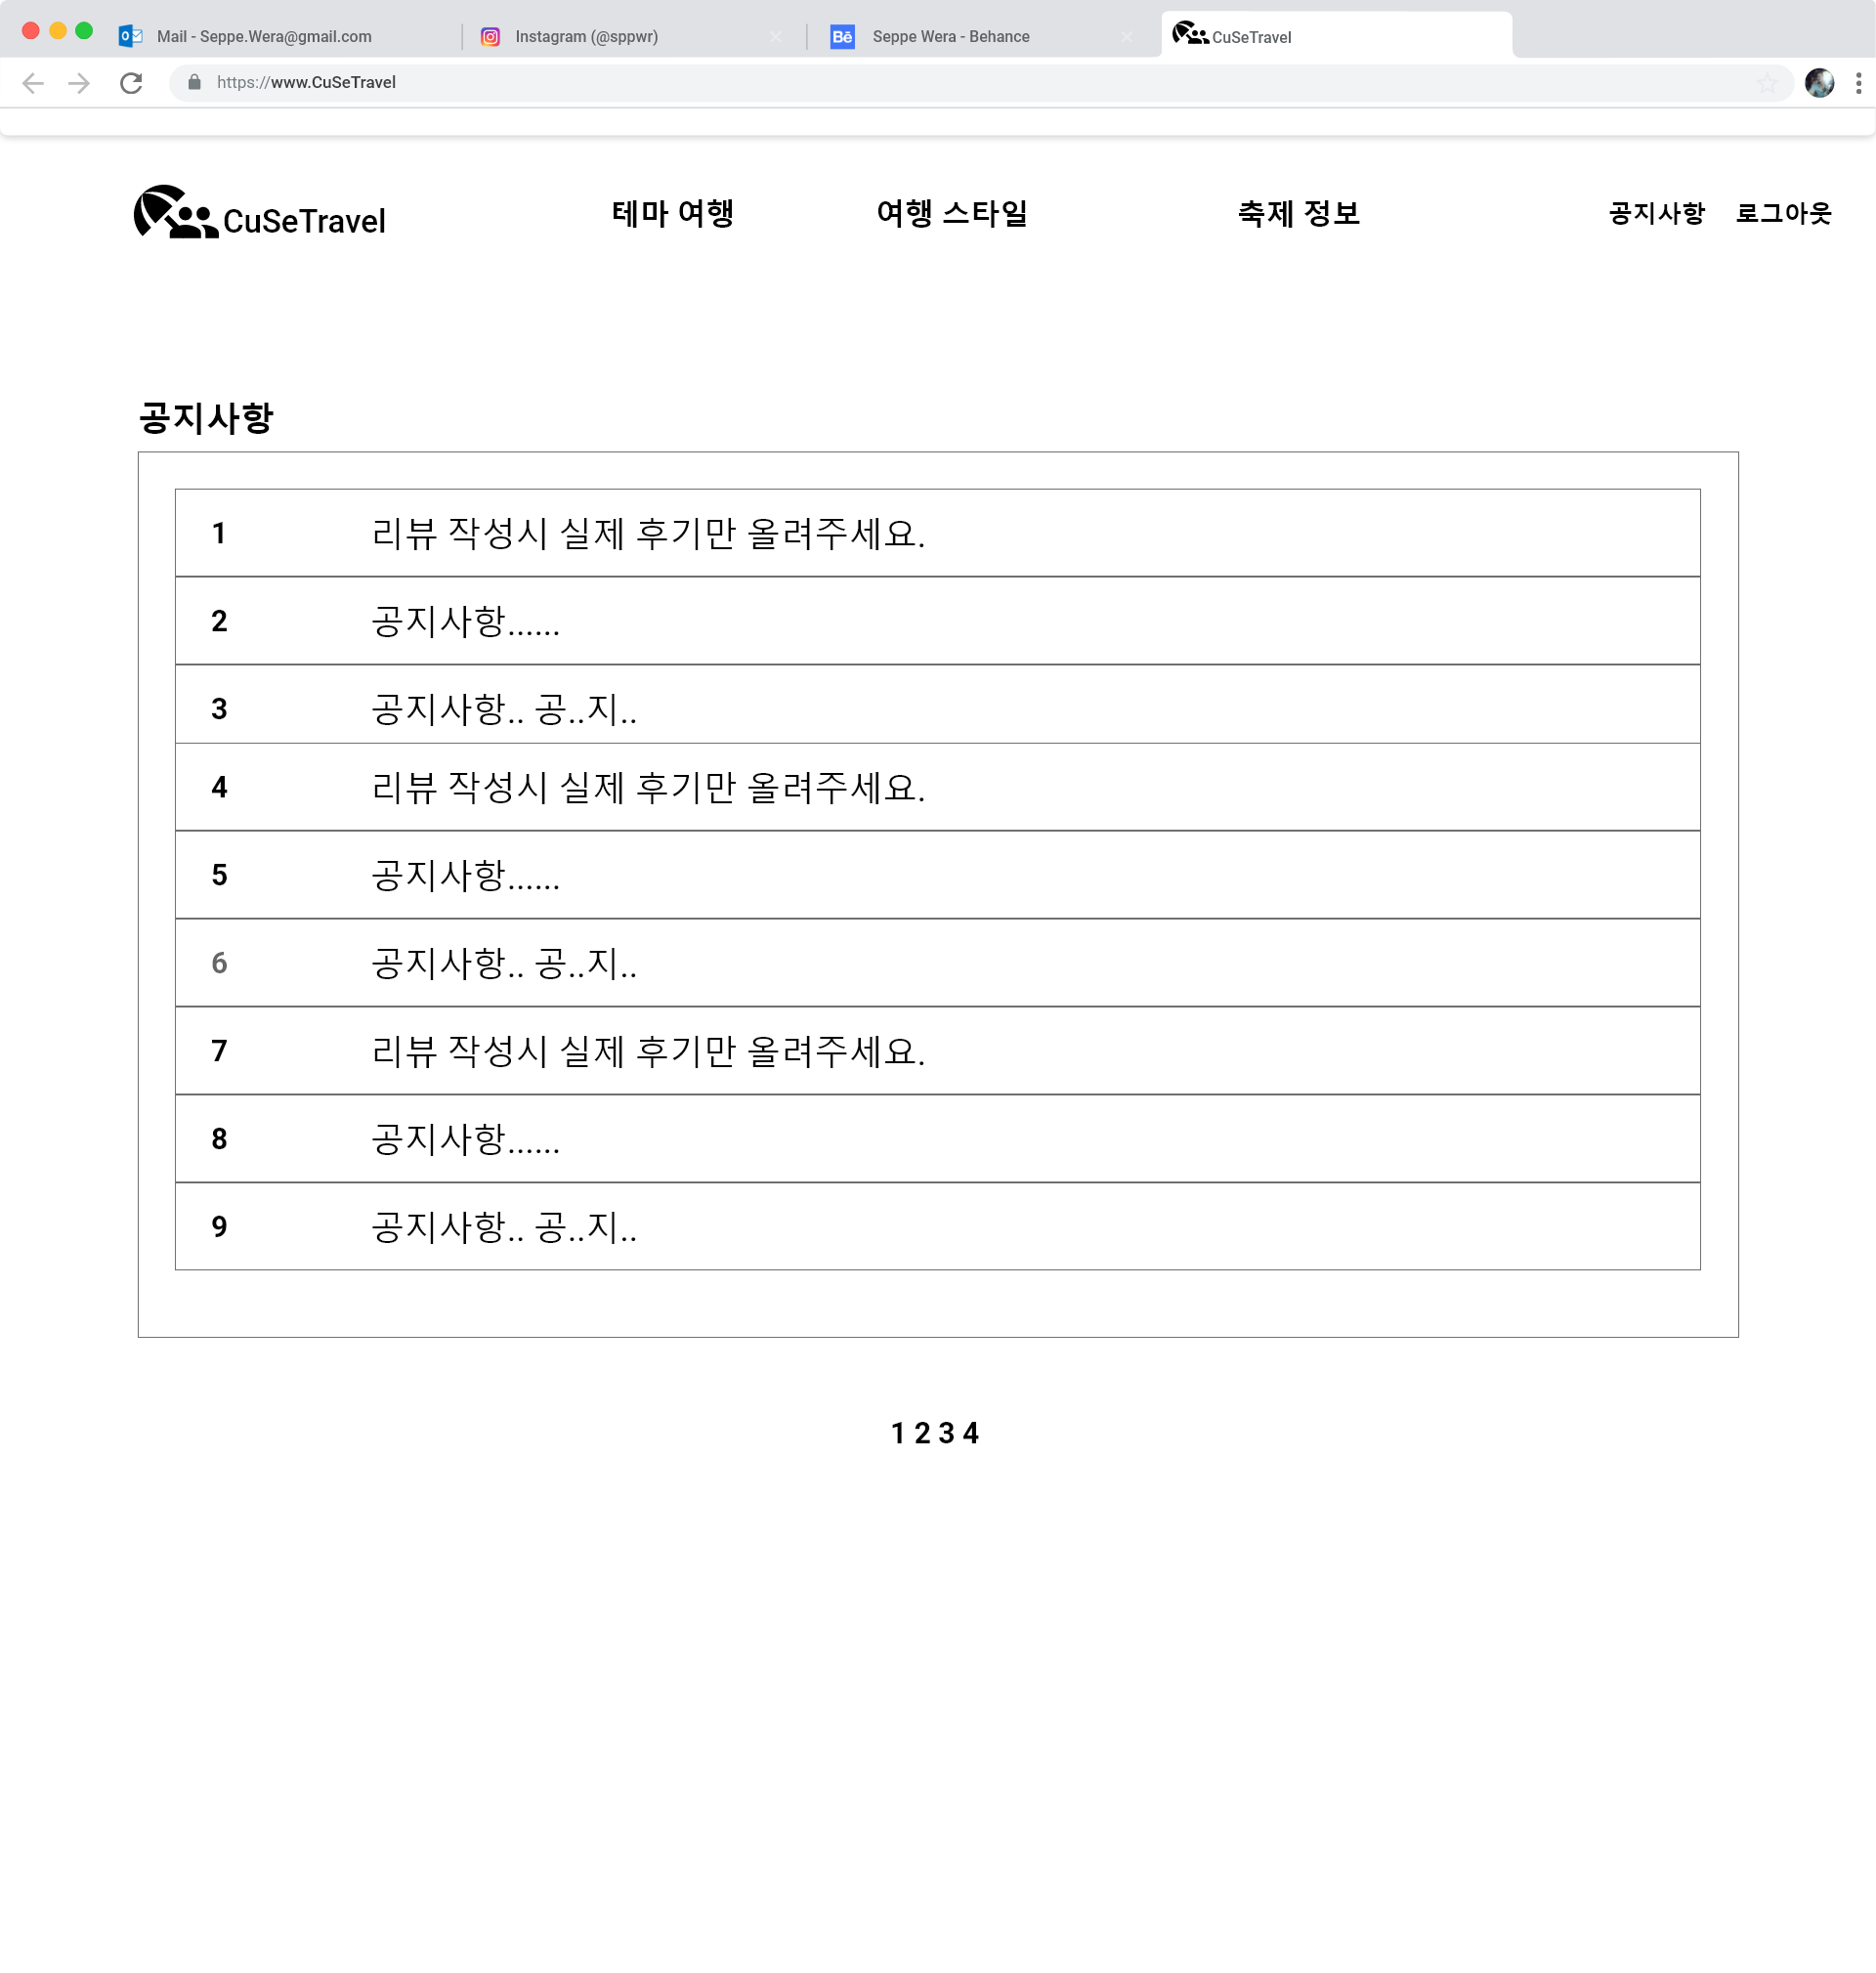 Mail - Seppe.Wera@gmail.com Instagram (@sppwr) Bē Seppe Wera - Behance CuSeTravel
https://www.CuSeTravel
CuSeTravel 테마 여행 여행 스타일 축제 정보 공지사항 로그아웃
공지사항
1 리뷰 작성시 실제 후기만 올려주세요.
2 공지사항......
3 공지사항.. 공..지..
4 리뷰 작성시 실제 후기만 올려주세요.
5 공지사항......
6 공지사항.. 공..지..
7 리뷰 작성시 실제 후기만 올려주세요.
8 공지사항......
9 공지사항.. 공..지..
1 2 3 4